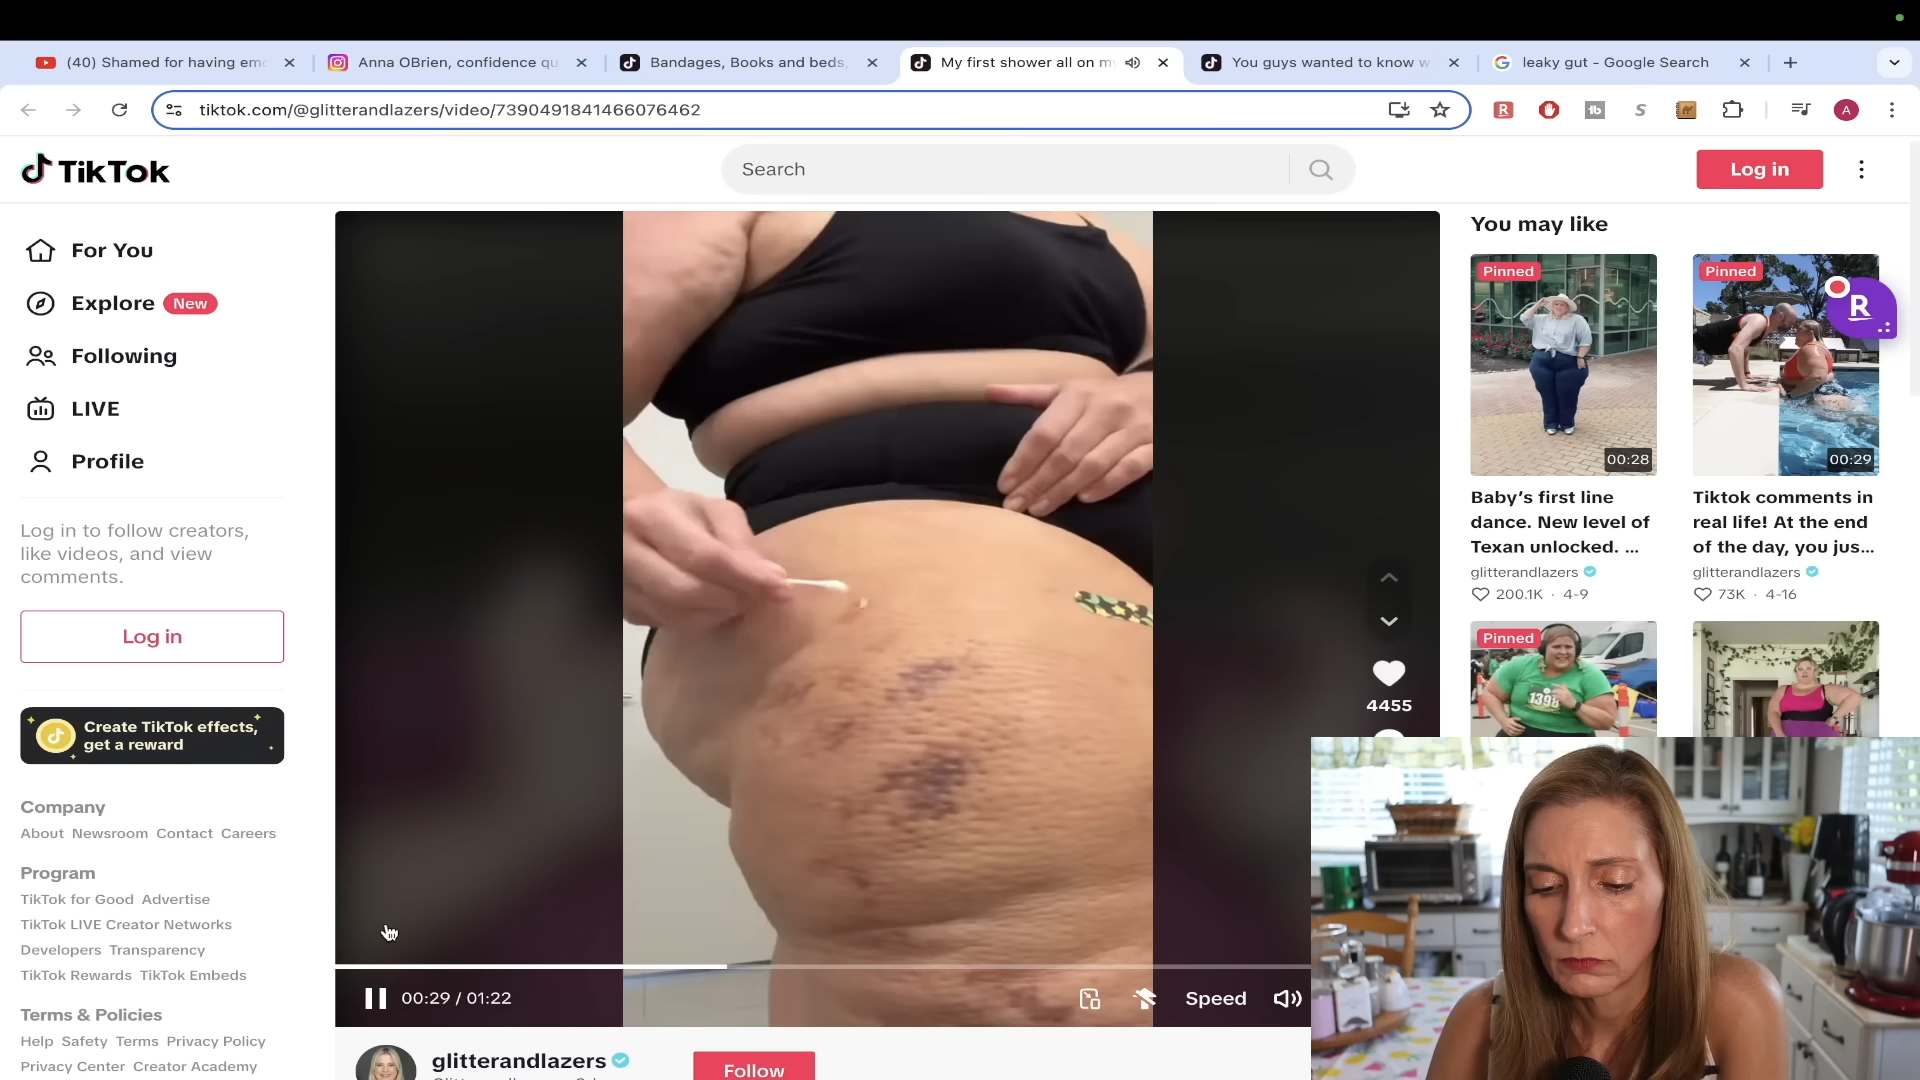 (40) Shamed for having em
Anna OBrien, confidence qu
Bandages, Books and beds,
My first shower all on m
You guys wanted to know w
leaky gut - Google Search
tiktok.com/@glitterandlazers/video/7390491841466076462
A
TikTok
Search
Log in
For You
Explore New
Following
LIVE
Profile
Log in to follow creators,
like videos, and view
comments.
Log in
Create TikTok effects,
get a reward
Company
About Newsroom Contact Careers
Program
TikTok for Good Advertise
TikTok LIVE Creator Networks
Developers Transparency
TikTok Rewards TikTok Embeds
Terms & Policies
Help Safety Terms Privacy Policy
Privacy Center Creator Academy
4455
00:29 / 01:22
Speed
glitterandlazers
Follow
You may like
Pinned
00:28
Baby’s first line
dance. New level of
Texan unlocked. ...
glitterandlazers
200.1K · 4-9
Pinned
00:29
Tiktok comments in
real life! At the end
of the day, you jus...
glitterandlazers
73K · 4-16
R
Pinned
1398